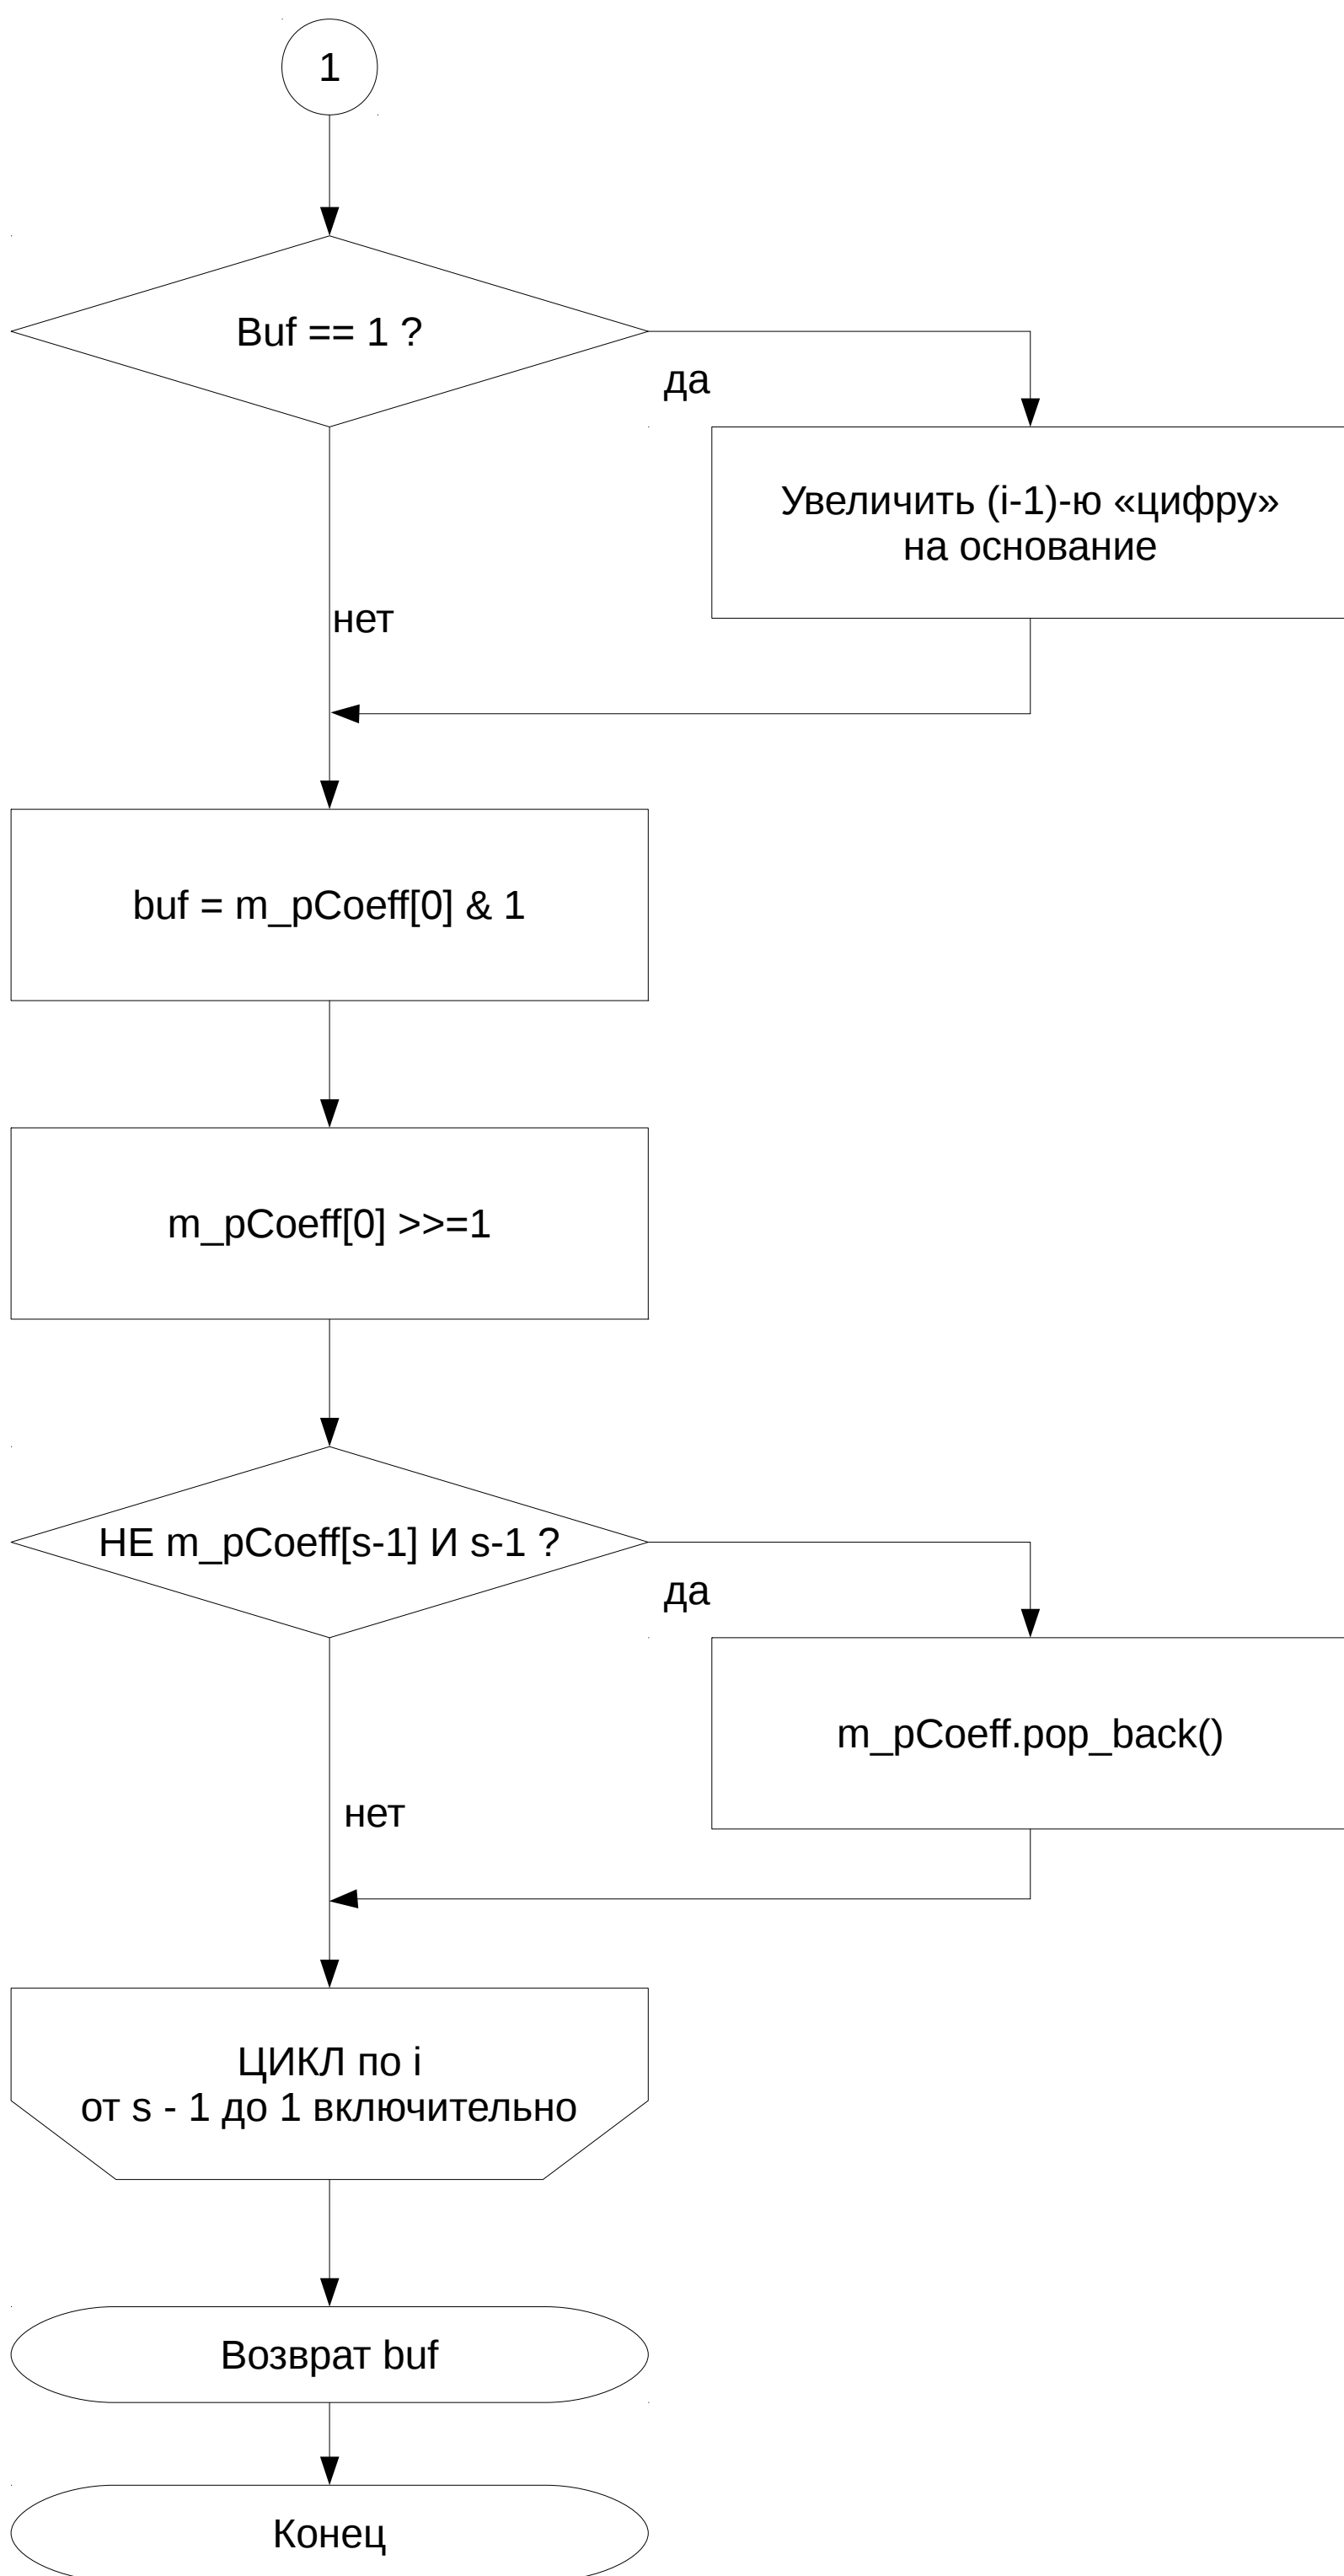 1
Buf == 1 ?
да
Увеличить (i-1)-ю «цифру»
на основание
нет
buf = m_pCoeff[0] & 1
m_pCoeff[0] >>=1
НЕ m_pCoeff[s-1] И s-1 ?
да
m_pCoeff.pop_back()
нет
ЦИКЛ по i
от s - 1 до 1 включительно
Возврат buf
Конец